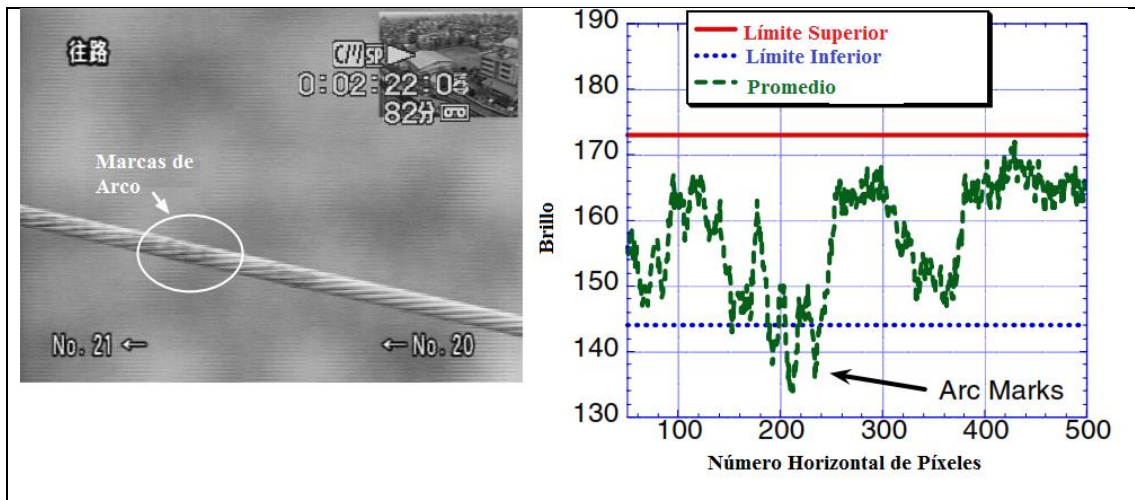 往路
C/// SP
0:02:22:05
82分
Marcas de
Arco
No. 21 ←
← No. 20
190
180
170
160
150
140
130
Brillo
Límite Superior
Límite Inferior
Promedio
Arc Marks
100 200 300 400 500
Número Horizontal de Píxeles